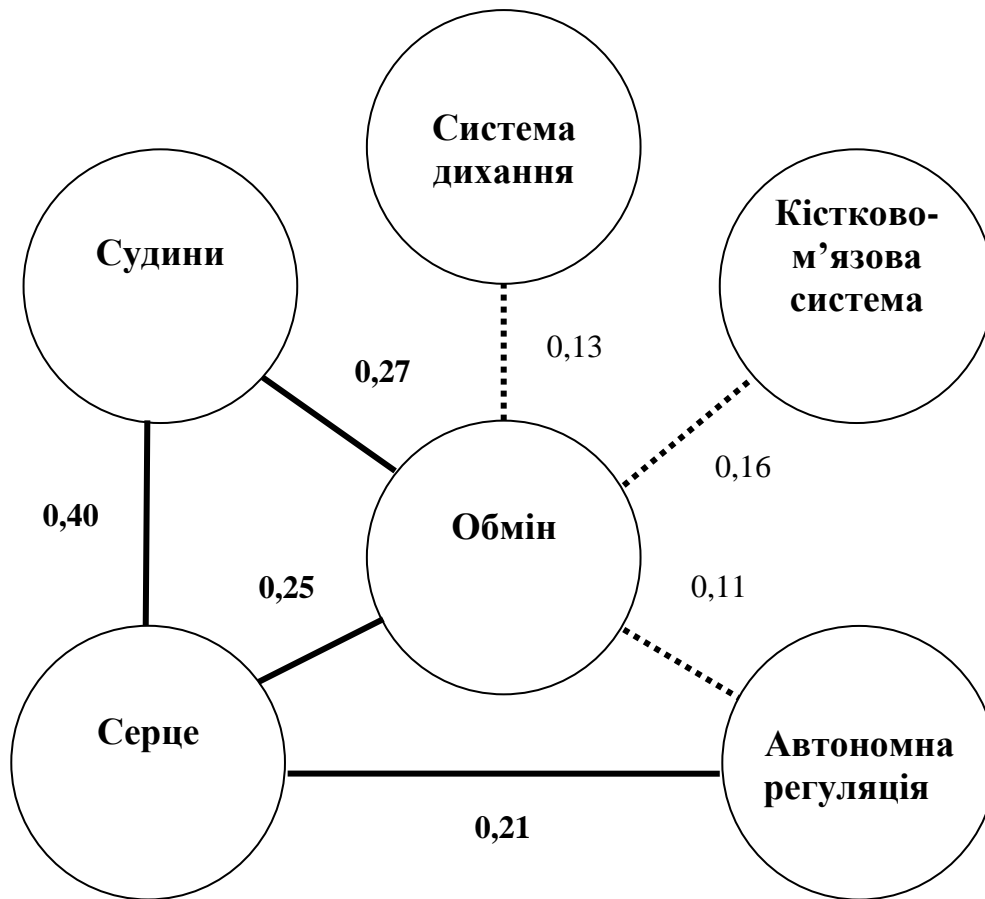 Система
дихання
Кістково-
м’язова
система
Судини
0,13
0,27
0,16
0,40
Обмін
0,25
0,11
Серце
Автономна
регуляція
0,21